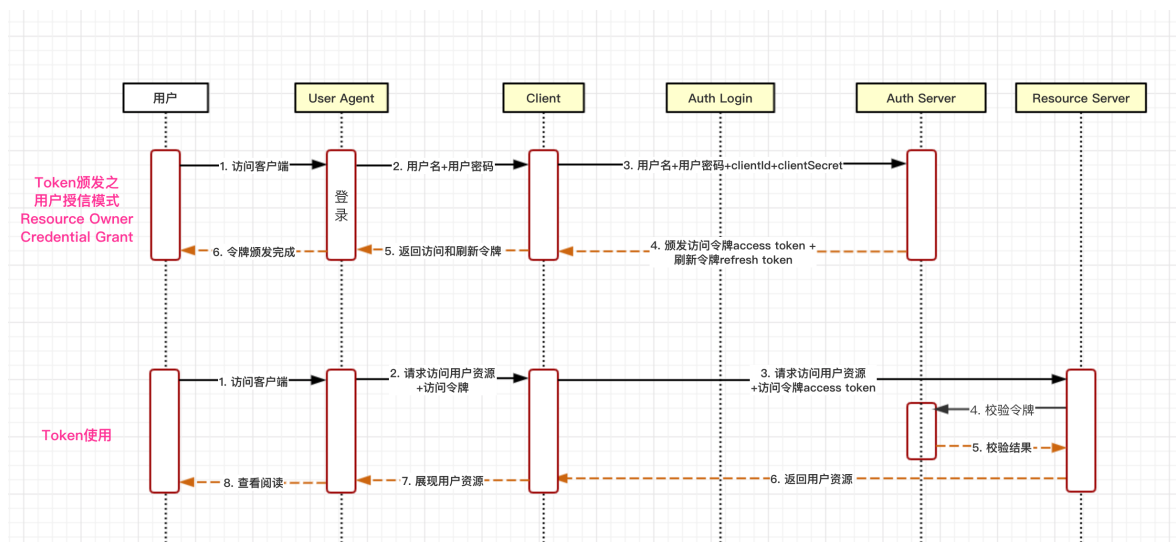 用户
User Agent
Client
Auth Login
Auth Server
Resource Server
Token颁发之
用户授信模式
Resource Owner
Credential Grant
1. 访问客户端
登
录
2. 用户名+用户密码
3. 用户名+用户密码+clientId+clientSecret
4. 颁发访问令牌access token +
刷新令牌refresh token
5. 返回访问和刷新令牌
6. 令牌颁发完成
Token使用
1. 访问客户端
2. 请求访问用户资源
+访问令牌
3. 请求访问用户资源
+访问令牌access token
4. 校验令牌
5. 校验结果
6. 返回用户资源
7. 展现用户资源
8. 查看阅读